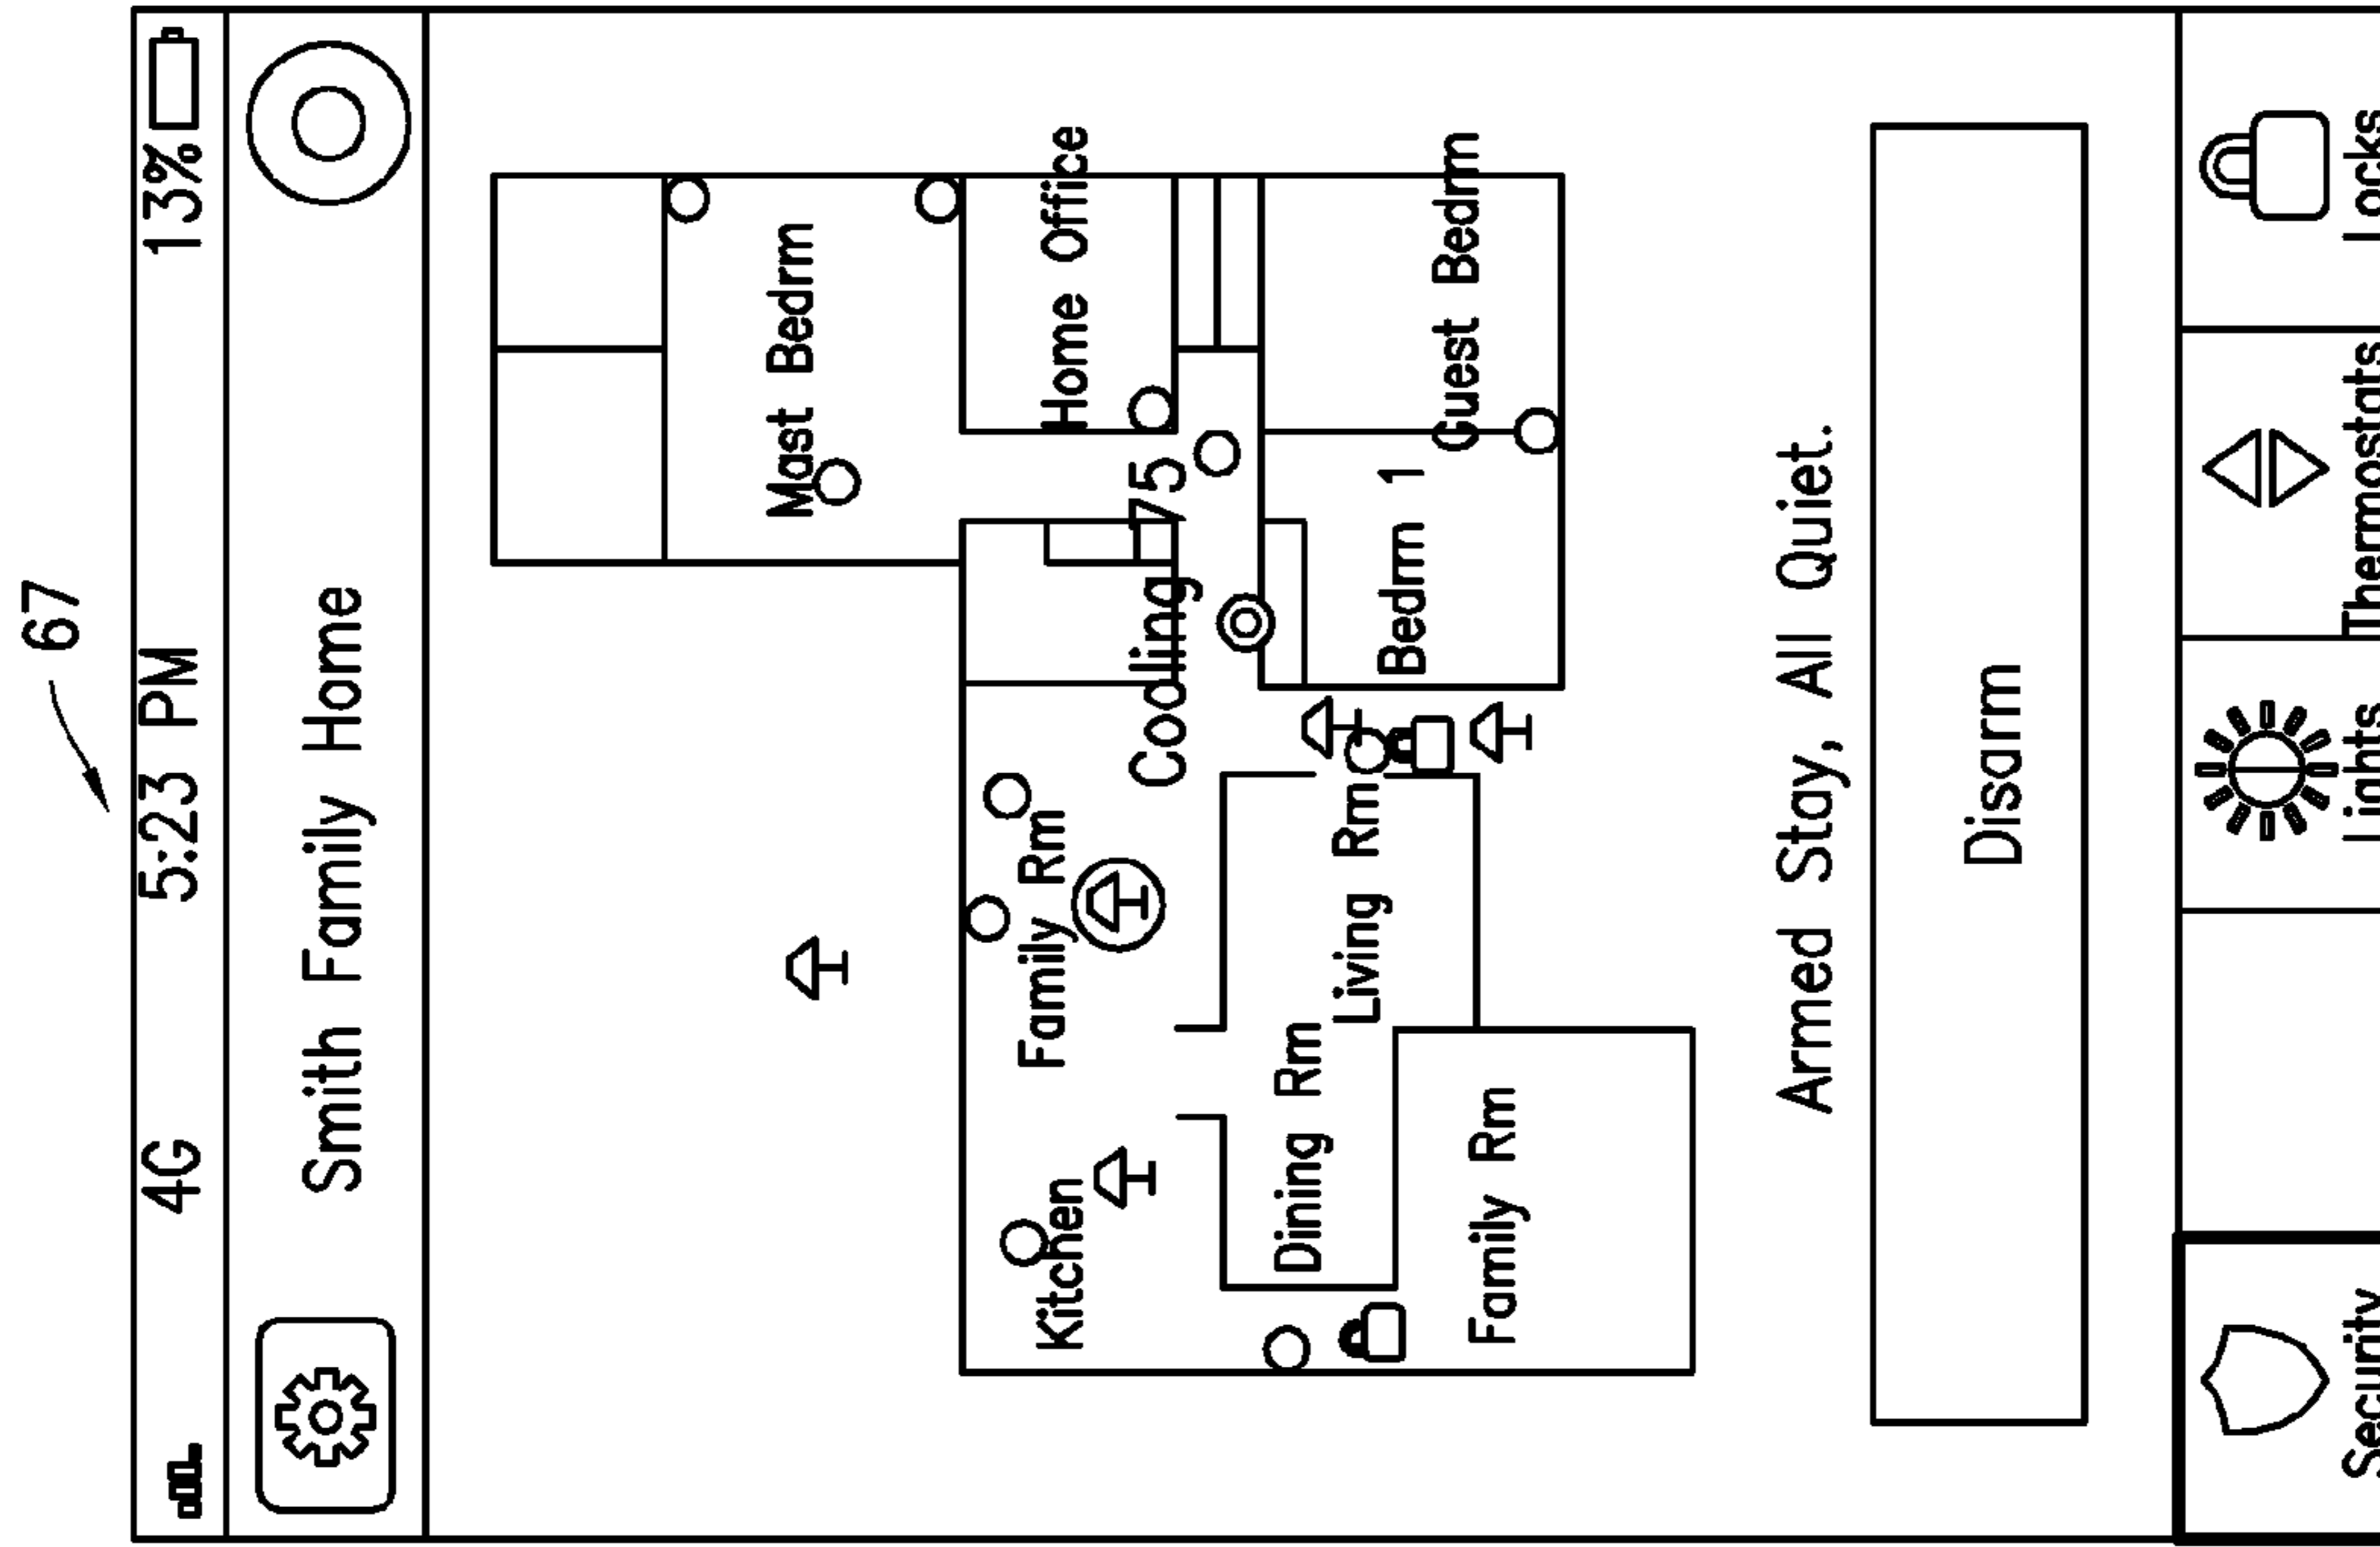 67
4G 5:23 PM 13%
Smith Family Home
Mast Bedrm
Family Rm
Kitchen
Home Office
Cooling 75
Dining Rm
Living Rm
Bedrm 1
Guest Bedrm
Family Rm
Armed Stay, All Quiet.
Disarm
Security Lights Thermostats Locks